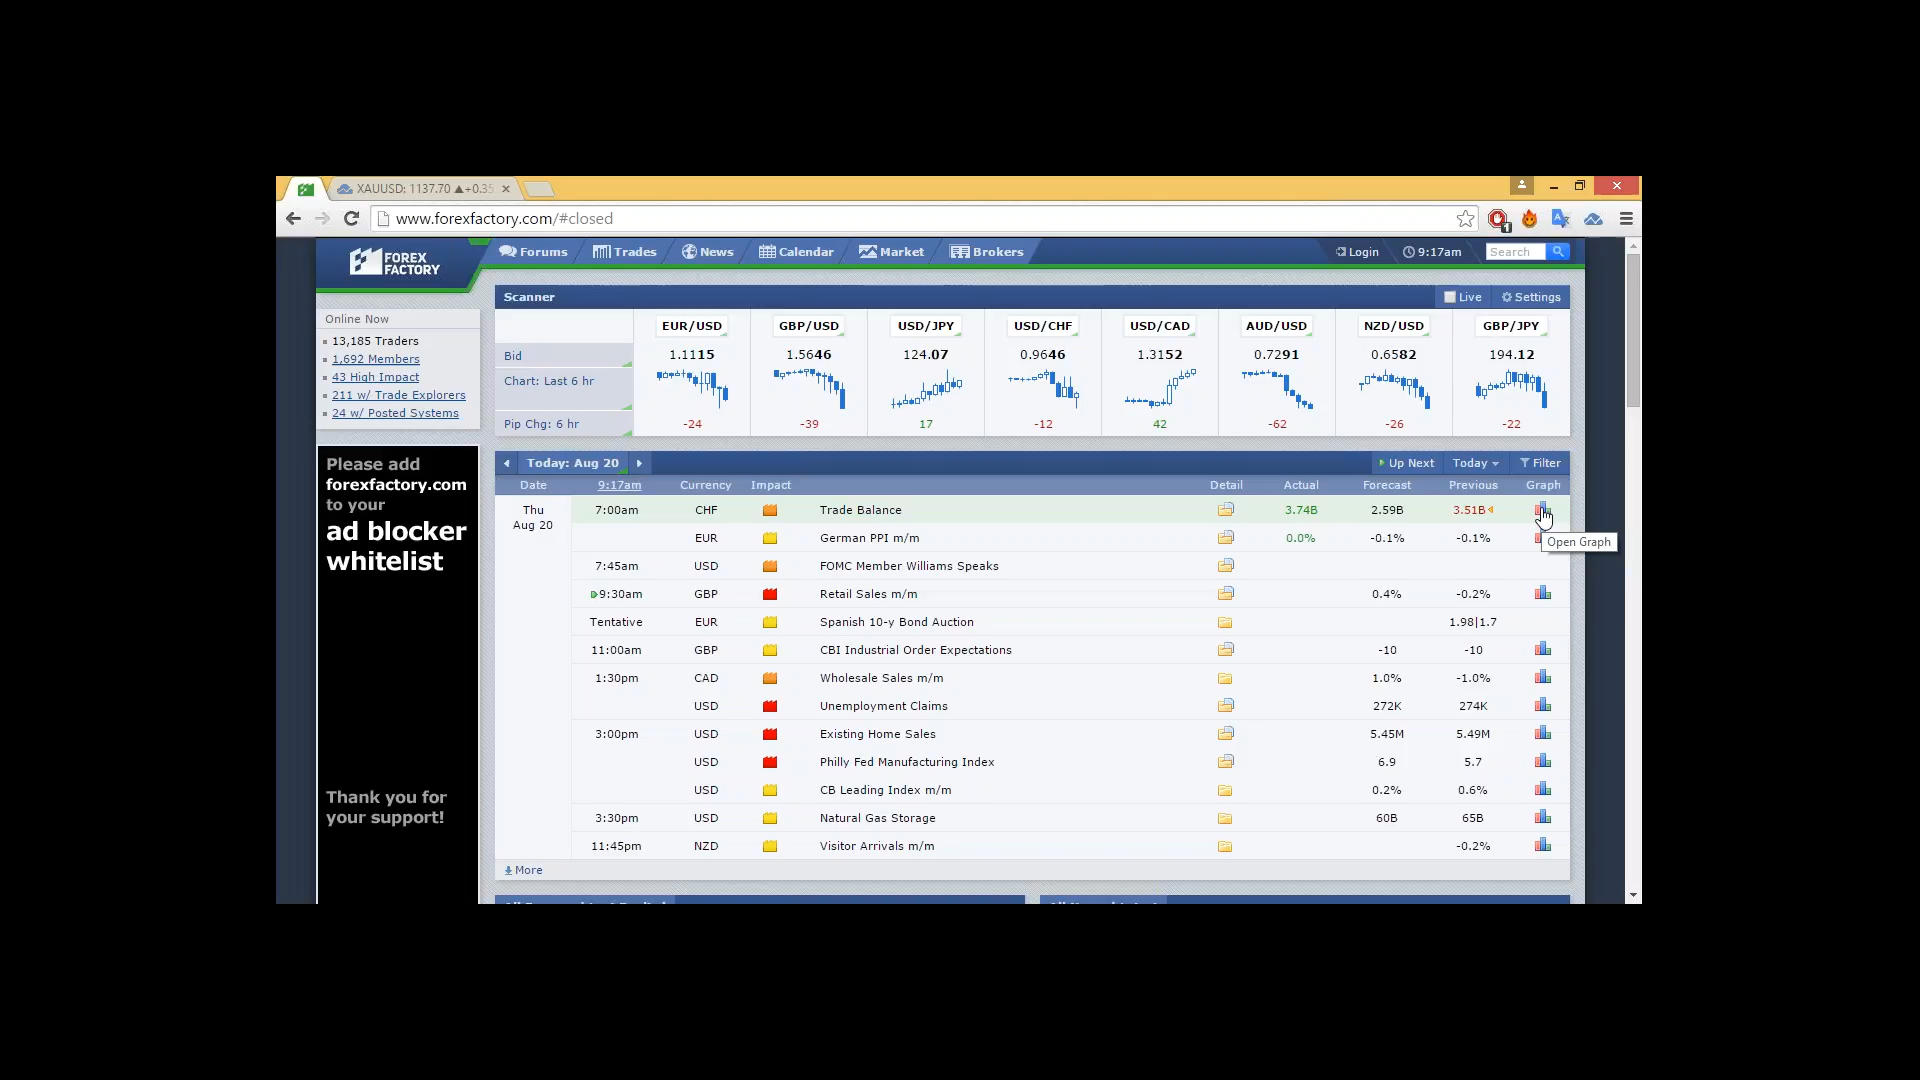 XAUUSD: 1137.70 ▲+0.35
www.forexfactory.com/#closed
1
FOREX FACTORY
Forums Trades News Calendar Market Brokers Login 9:17am Search
Online Now
13,185 Traders
1,692 Members
43 High Impact
211 w/ Trade Explorers
24 w/ Posted Systems
Please add
forexfactory.com
to your
ad blocker
whitelist
Thank you for
your support!
Scanner Live Settings
EUR/USD GBP/USD USD/JPY USD/CHF USD/CAD AUD/USD NZD/USD GBP/JPY
Bid 1.1115 1.5646 124.07 0.9646 1.3152 0.7291 0.6582 194.12
Chart: Last 6 hr
Pip Chg: 6 hr -24 -39 17 -12 42 -62 -26 -22
Today: Aug 20 Up Next Today Filter
Date 9:17am Currency Impact Detail Actual Forecast Previous Graph
Thu
Aug 20
7:00am CHF Trade Balance 3.74B 2.59B 3.51B
Open Graph
EUR German PPI m/m 0.0% -0.1% -0.1%
7:45am USD FOMC Member Williams Speaks
9:30am GBP Retail Sales m/m 0.4% -0.2%
Tentative EUR Spanish 10-y Bond Auction 1.98|1.7
11:00am GBP CBI Industrial Order Expectations -10 -10
1:30pm CAD Wholesale Sales m/m 1.0% -1.0%
USD Unemployment Claims 272K 274K
3:00pm USD Existing Home Sales 5.45M 5.49M
USD Philly Fed Manufacturing Index 6.9 5.7
USD CB Leading Index m/m 0.2% 0.6%
3:30pm USD Natural Gas Storage 60B 65B
11:45pm NZD Visitor Arrivals m/m -0.2%
More